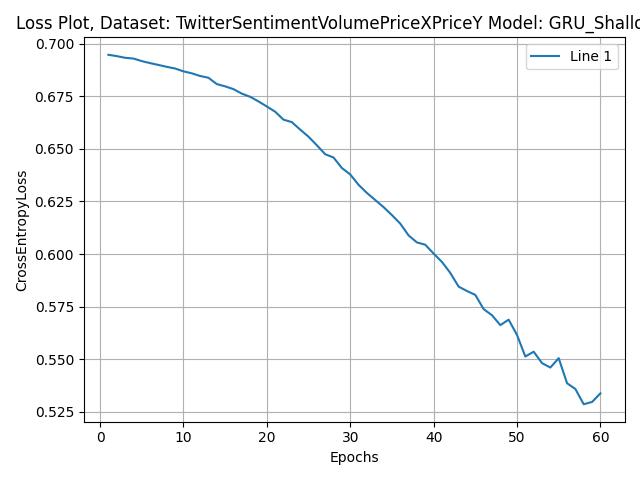 Loss Plot, Dataset: TwitterSentimentVolumePriceXPriceY Model: GRU_Shallo
Line 1
0.700
0.675
0.650
0.625
0.600
0.575
0.550
0.525
CrossEntropyLoss
0 10 20 30 40 50 60
Epochs